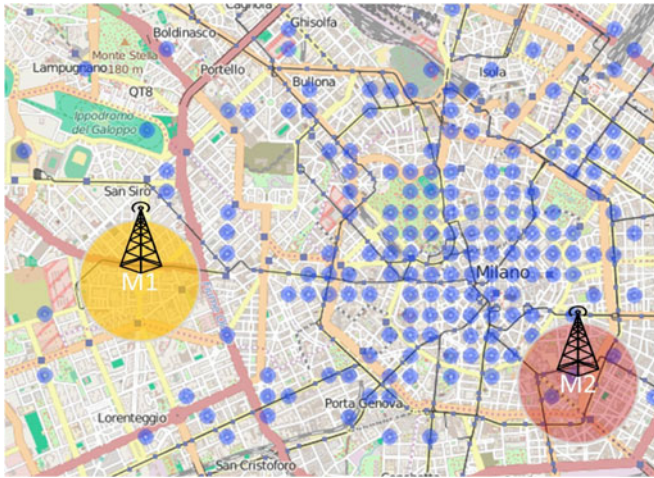 Ghisolfa
Boldinasco
Monte Stella
180 m
Lampugnano
Portello
Bullona
Isola
QT8
Ippodromo
del Galoppo
San Siro
M1
Milano
M2
Porta Genova
Lorenteggio
San Cristoforo